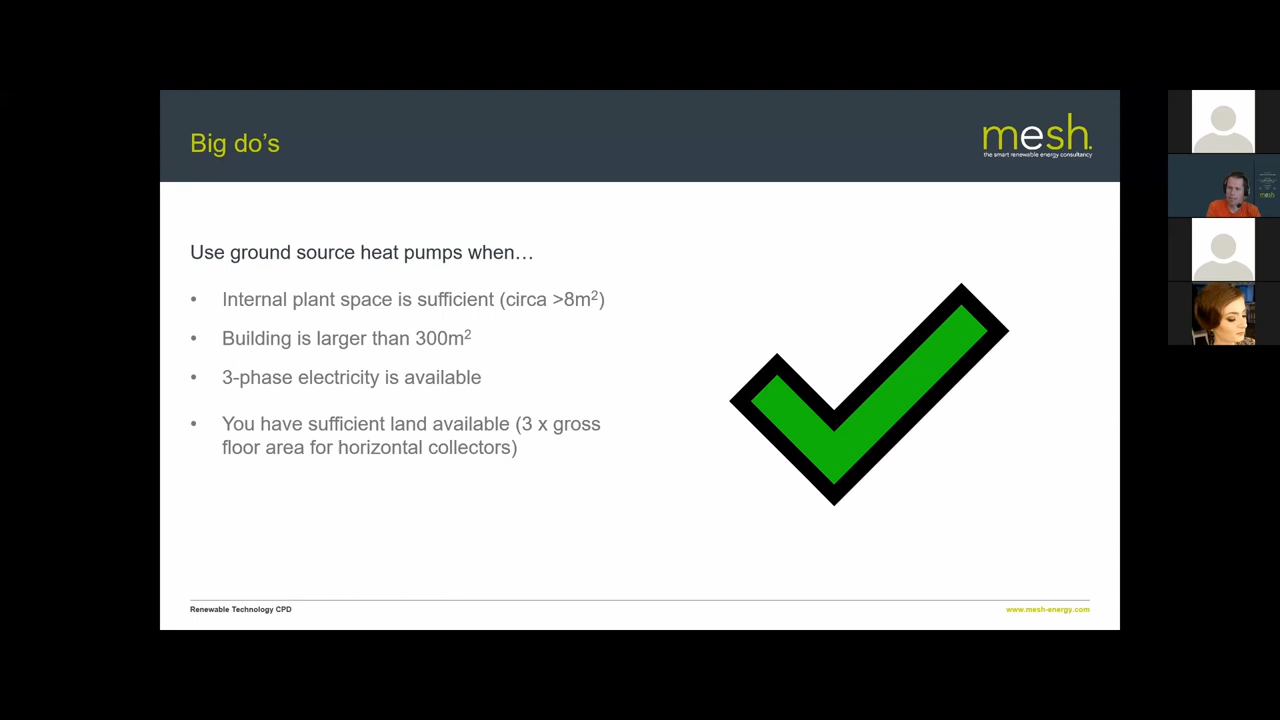 Big do’s
mesh.
the smart renewable energy consultancy
Use ground source heat pumps when…
• Internal plant space is sufficient (circa >8m²)
• Building is larger than 300m²
• 3-phase electricity is available
• You have sufficient land available (3 x gross
floor area for horizontal collectors)
Renewable Technology CPD
www.mesh-energy.com
mesh